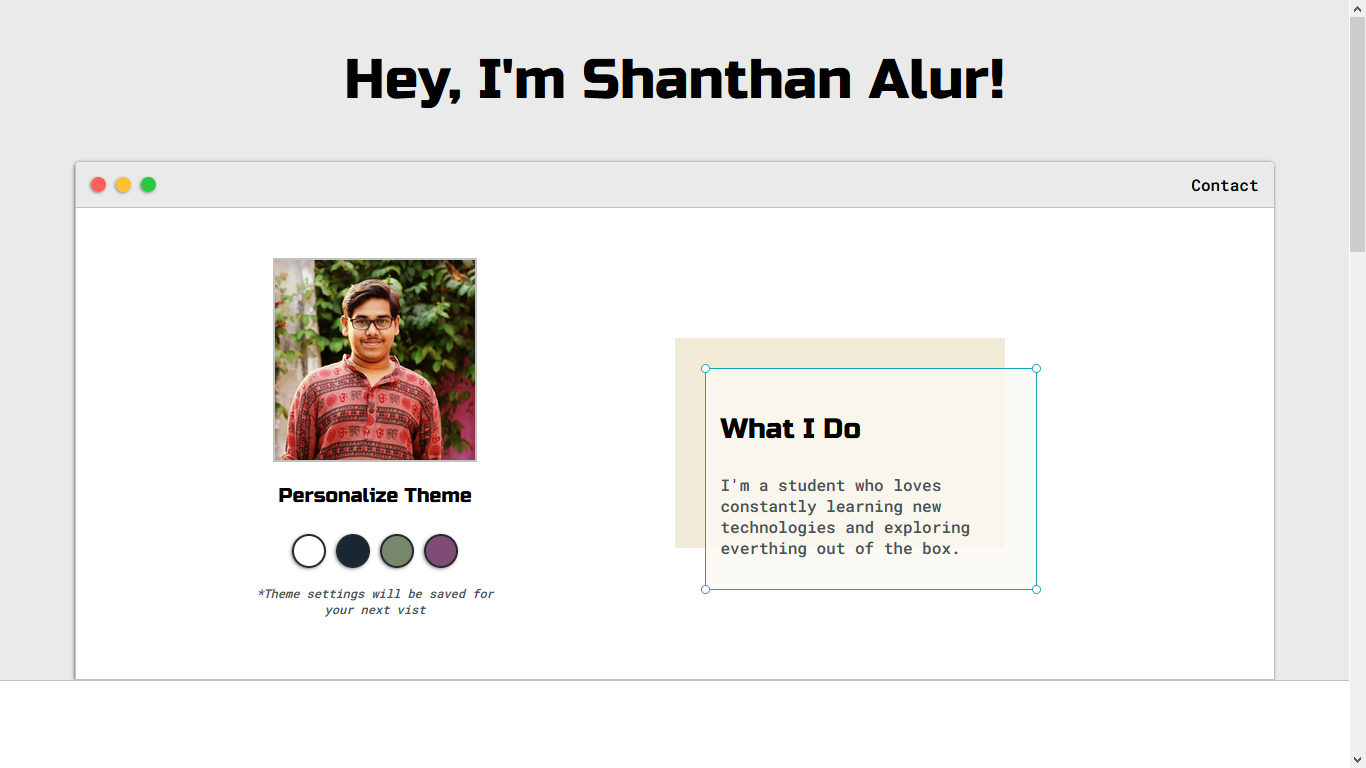 Hey, I'm Shanthan Alur!
Contact
Personalize Theme
*Theme settings will be saved for
your next vist
What I Do
I'm a student who loves
constantly learning new
technologies and exploring
everthing out of the box.